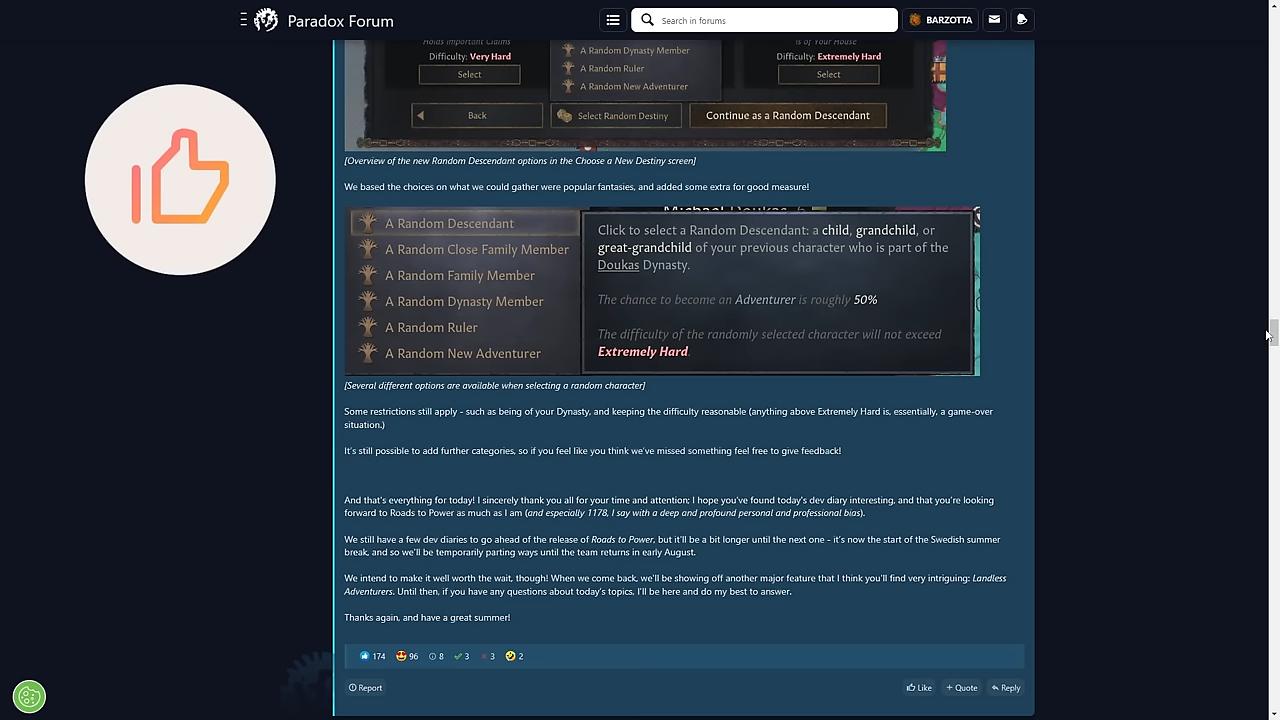 Paradox Forum
Search in forums
BARZOTTA
Holds Important Claims
Difficulty: Very Hard
Select
A Random Dynasty Member
A Random Ruler
A Random New Adventurer
is of Your House
Difficulty: Extremely Hard
Select
Back
Select Random Destiny
Continue as a Random Descendant
[Overview of the new Random Descendant options in the Choose a New Destiny screen]
We based the choices on what we could gather were popular fantasies, and added some extra for good measure!
A Random Descendant
A Random Close Family Member
A Random Family Member
A Random Dynasty Member
A Random Ruler
A Random New Adventurer
Click to select a Random Descendant: a child, grandchild, or
great-grandchild of your previous character who is part of the
Doukas Dynasty.
The chance to become an Adventurer is roughly 50%
The difficulty of the randomly selected character will not exceed
Extremely Hard
[Several different options are available when selecting a random character]
Some restrictions still apply - such as being of your Dynasty, and keeping the difficulty reasonable (anything above Extremely Hard is, essentially, a game-over
situation.)
It's still possible to add further categories, so if you feel like you think we've missed something feel free to give feedback!
And that's everything for today! I sincerely thank you all for your time and attention; I hope you've found today's dev diary interesting, and that you're looking
forward to Roads to Power as much as I am (and especially 1178, I say with a deep and profound personal and professional bias).
We still have a few dev diaries to go ahead of the release of Roads to Power, but it'll be a bit longer until the next one - it's now the start of the Swedish summer
break, and so we'll be temporarily parting ways until the team returns in early August.
We intend to make it well worth the wait, though! When we come back, we'll be showing off another major feature that I think you'll find very intriguing: Landless
Adventurers. Until then, if you have any questions about today's topics, I'll be here and do my best to answer.
Thanks again, and have a great summer!
174 96 8 3 3 2
Report
Like
+ Quote
Reply